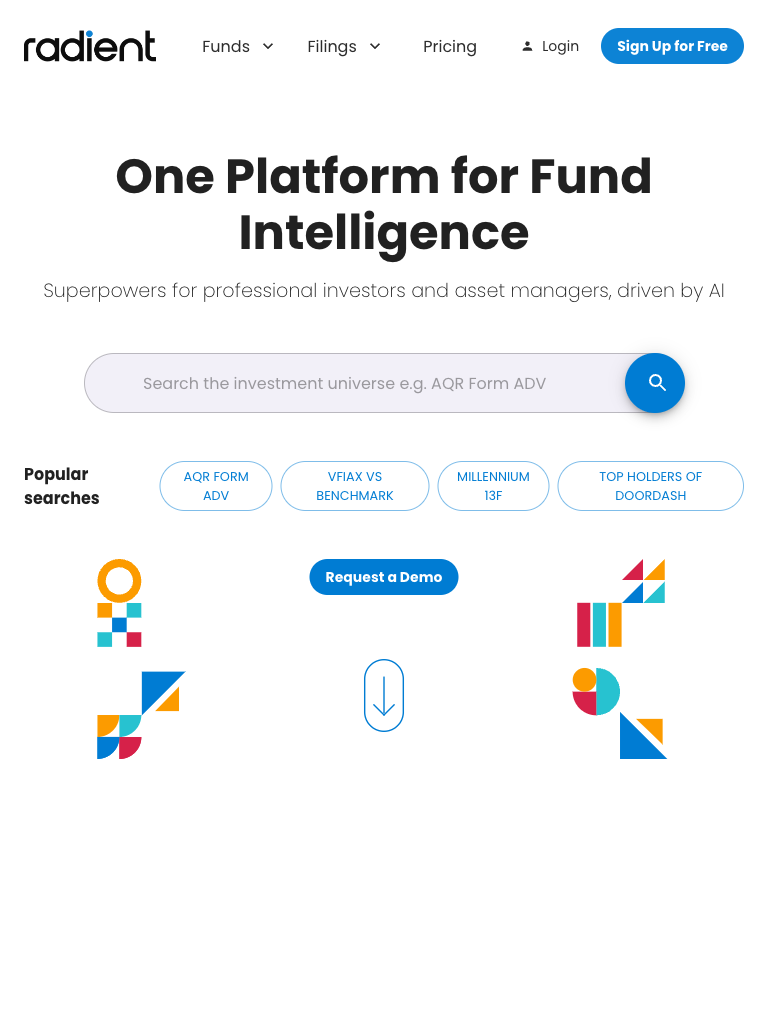 radient
Funds
Filings
Pricing
Login
Sign Up for Free
One Platform for Fund
Intelligence
Superpowers for professional investors and asset managers, driven by AI
Search the investment universe e.g. AQR Form ADV
Popular
searches
AQR FORM
ADV
VFIAX VS
BENCHMARK
MILLENNIUM
13F
TOP HOLDERS OF
DOORDASH
Request a Demo